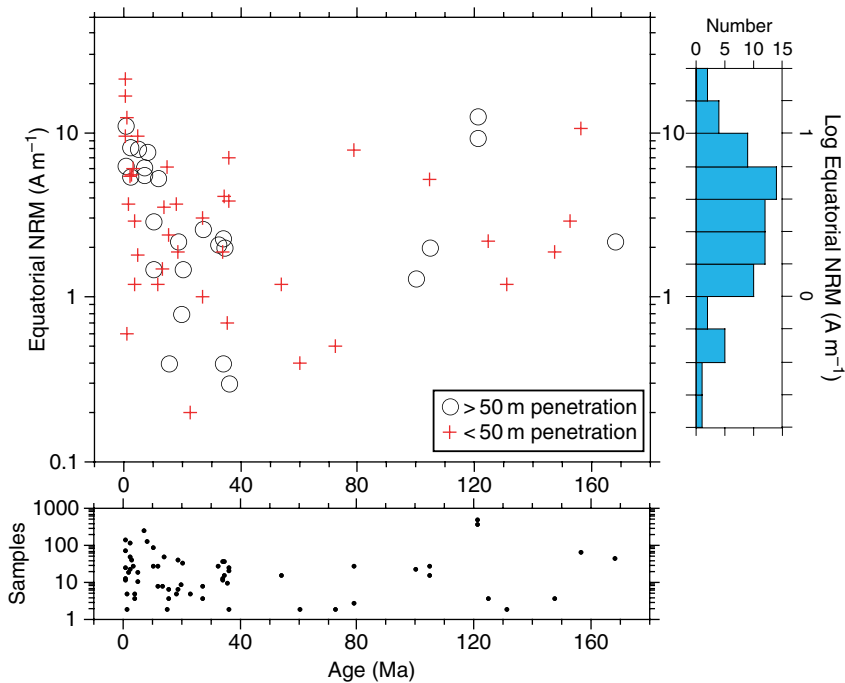 Number
0 5 10 15
10
1
0.1
Equatorial NRM (A m⁻¹)
10
1
1
0
Log Equatorial NRM (A m⁻¹)
> 50 m penetration
< 50 m penetration
0 40 80 120 160
1000
100
10
1
Samples
0 40 80 120 160
Age (Ma)